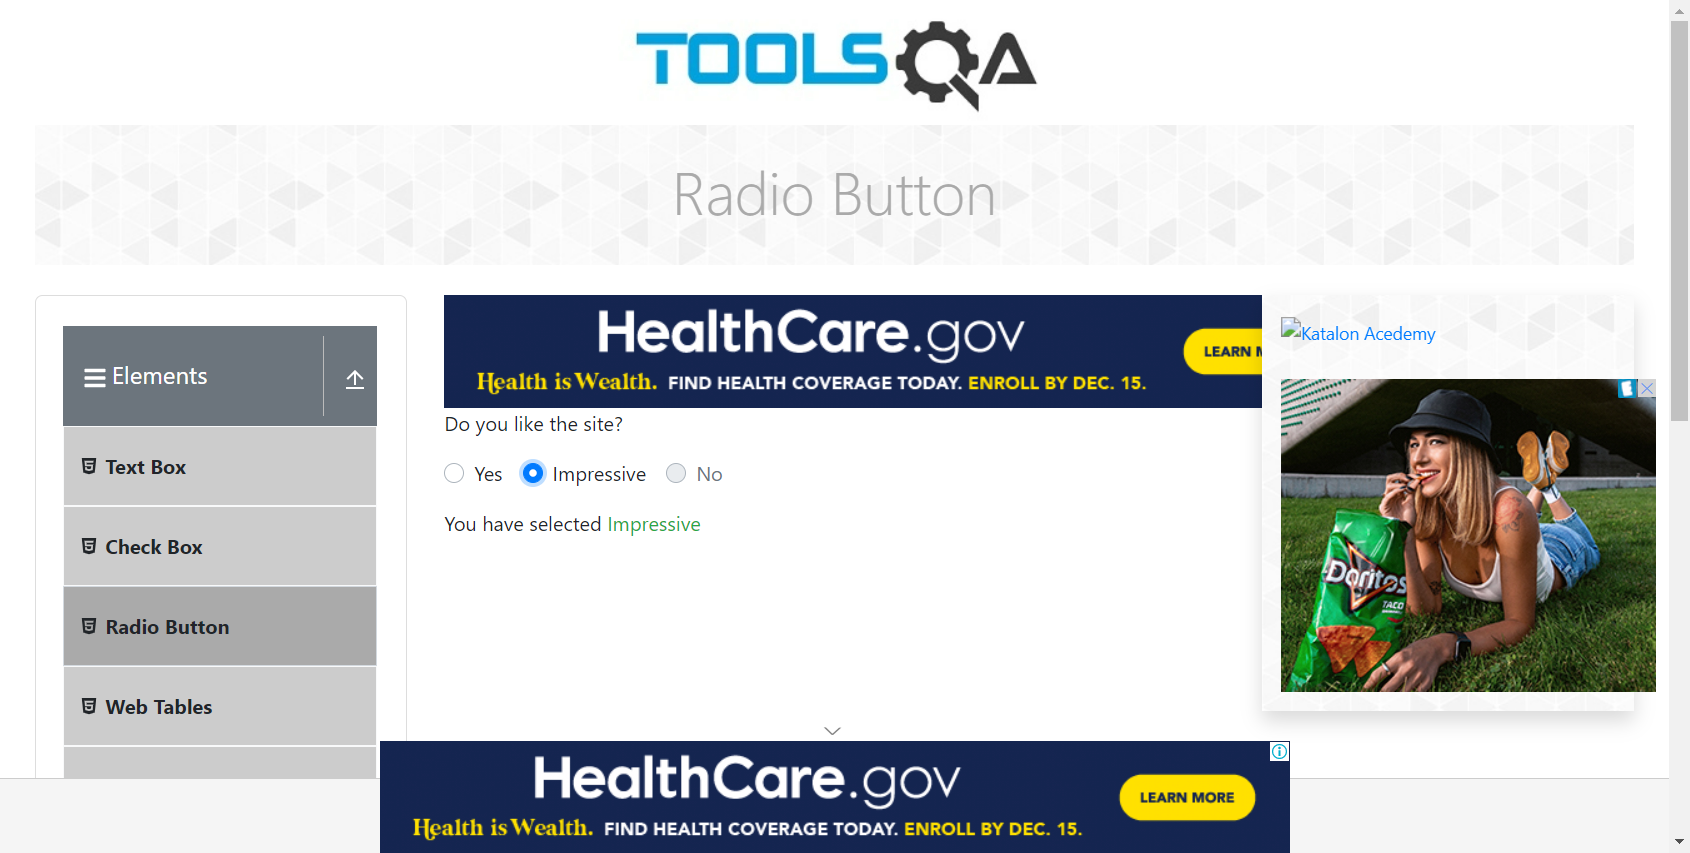 TOOLSQA
Radio Button
Elements
Text Box
Check Box
Radio Button
Web Tables
HealthCare.gov
Health is Wealth. FIND HEALTH COVERAGE TODAY. ENROLL BY DEC. 15.
LEARN M
Do you like the site?
Yes Impressive No
You have selected Impressive
Katalon Acedemy
Doritos
TACO
HealthCare.gov
Health is Wealth. FIND HEALTH COVERAGE TODAY. ENROLL BY DEC. 15.
LEARN MORE